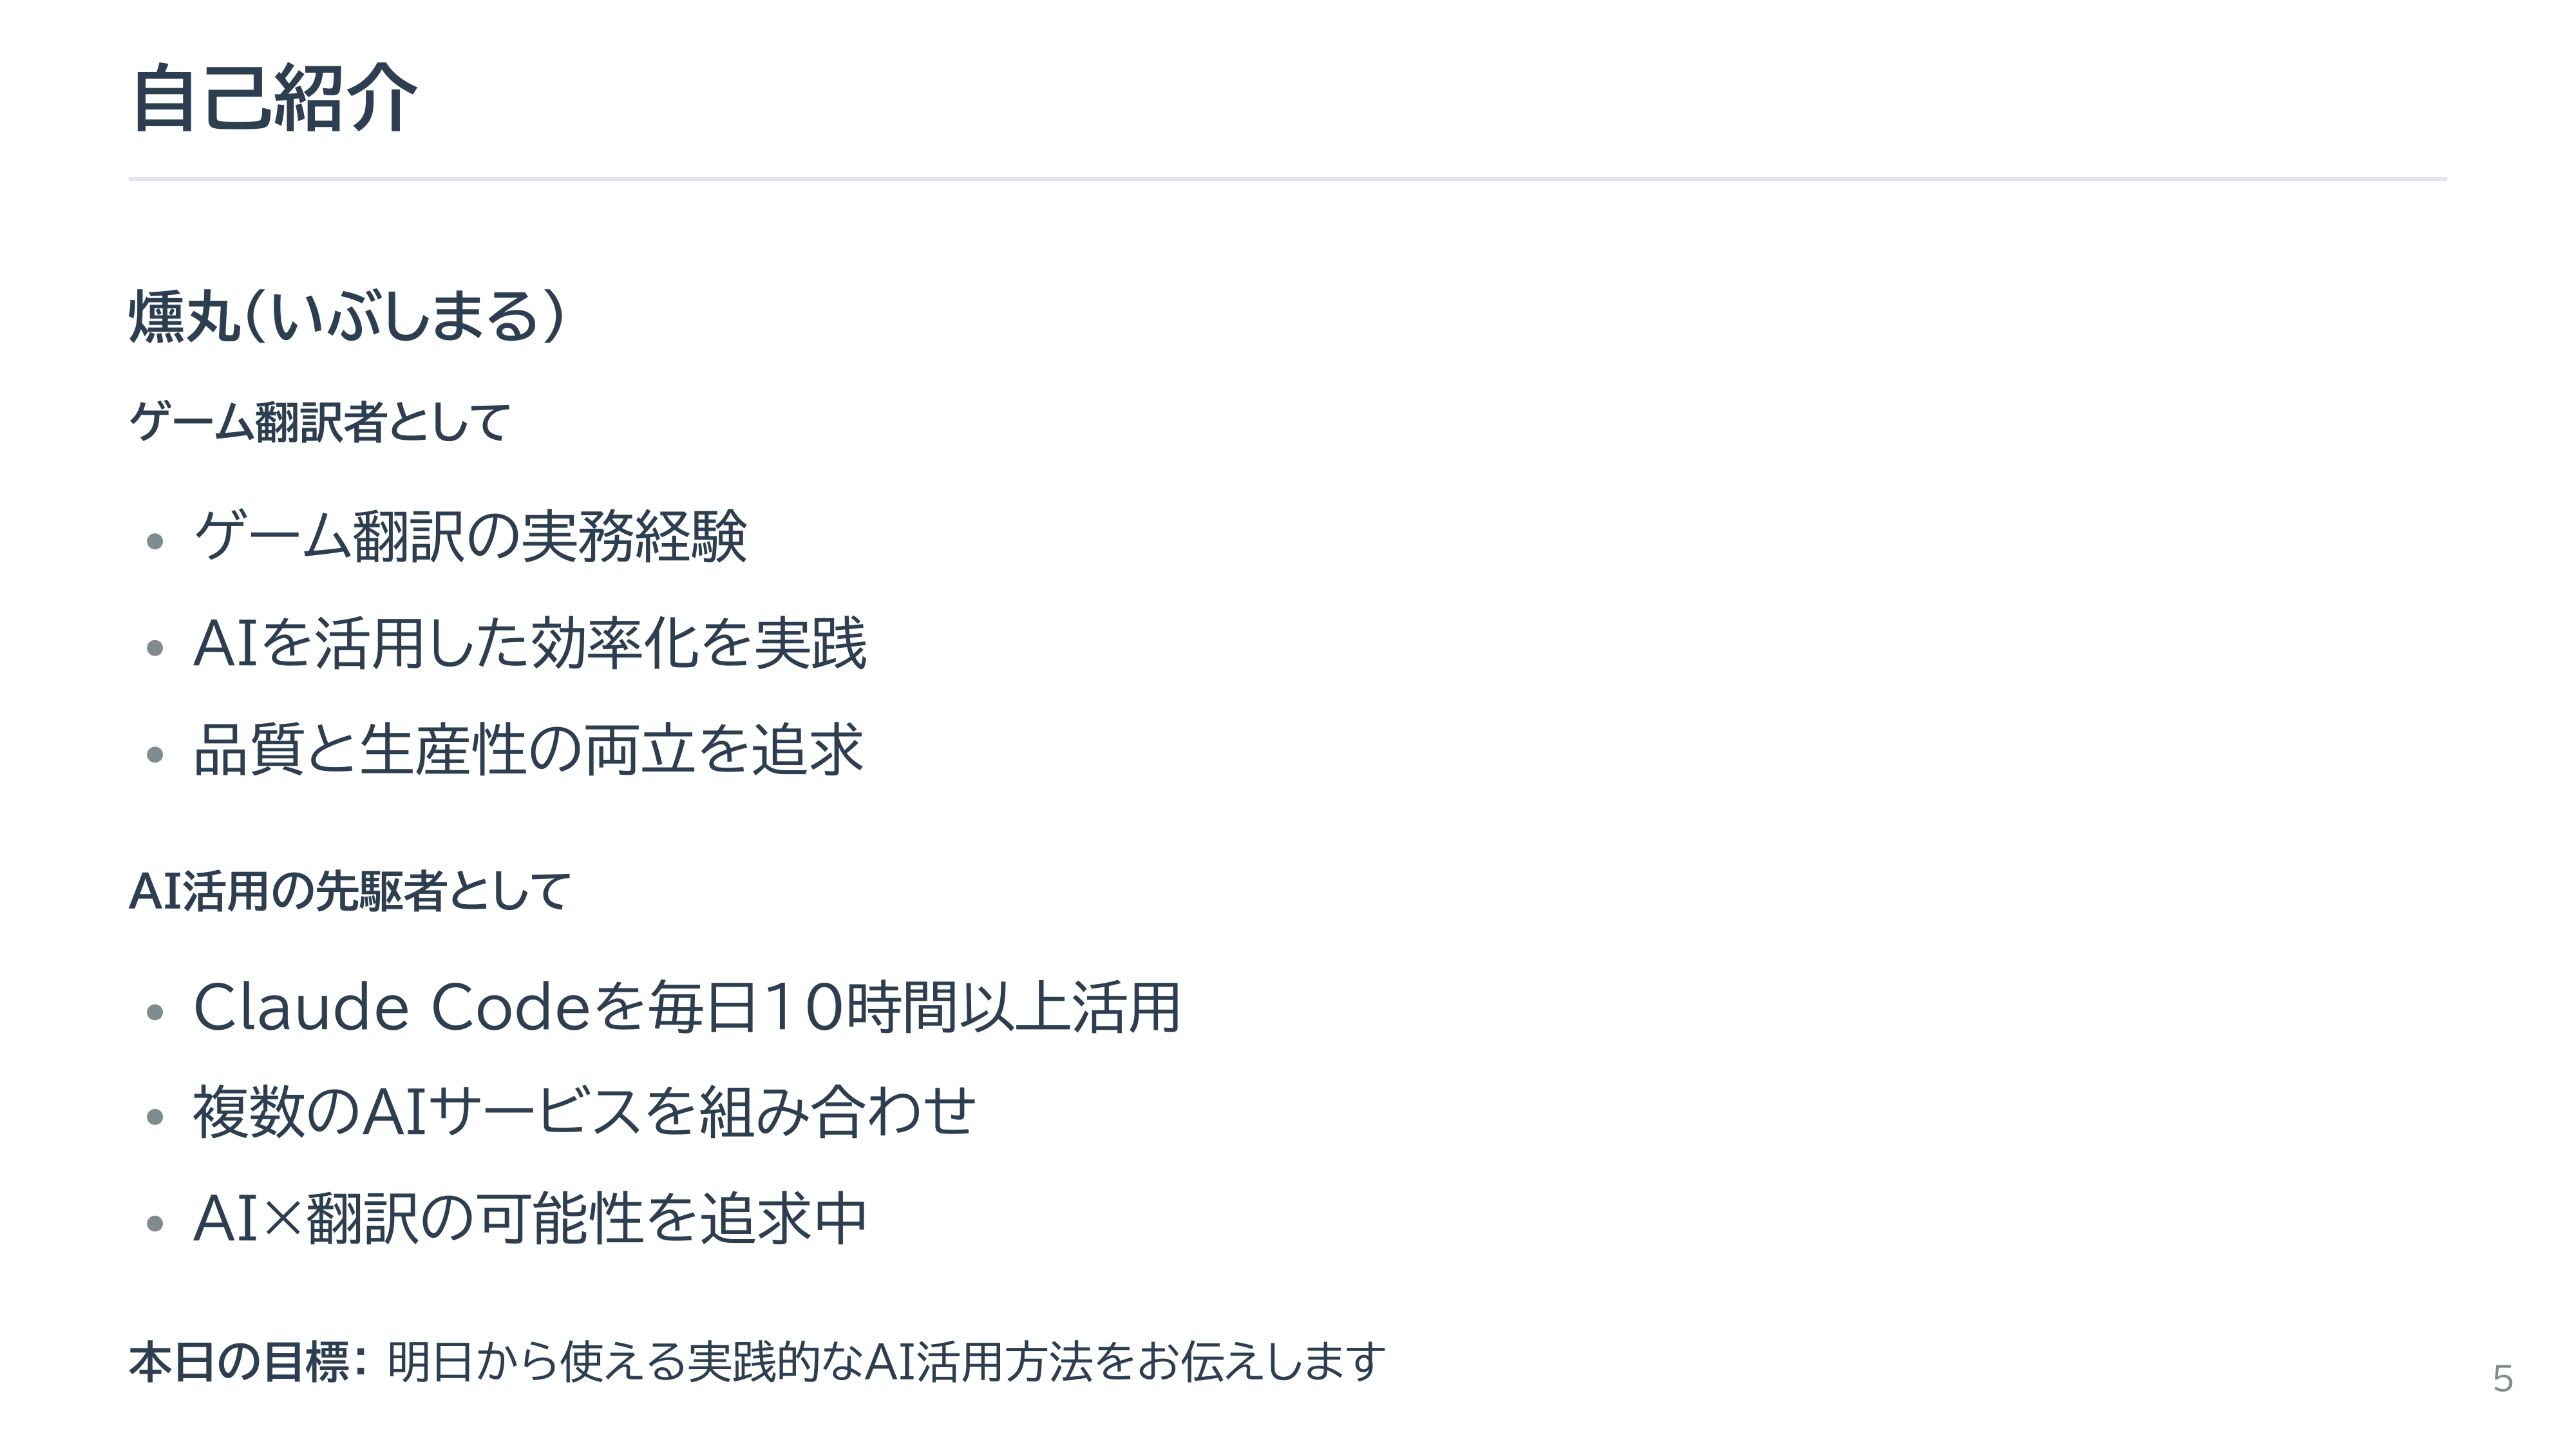 自己紹介
燻丸(いぶしまる)
ゲーム翻訳者として
• ゲーム翻訳の実務経験
• AIを活用した効率化を実践
• 品質と生産性の両立を追求
AI活用の先駆者として
• Claude Codeを毎日10時間以上活用
• 複数のAIサービスを組み合わせ
• AI×翻訳の可能性を追求中
本日の目標: 明日から使える実践的なAI活用方法をお伝えします
5